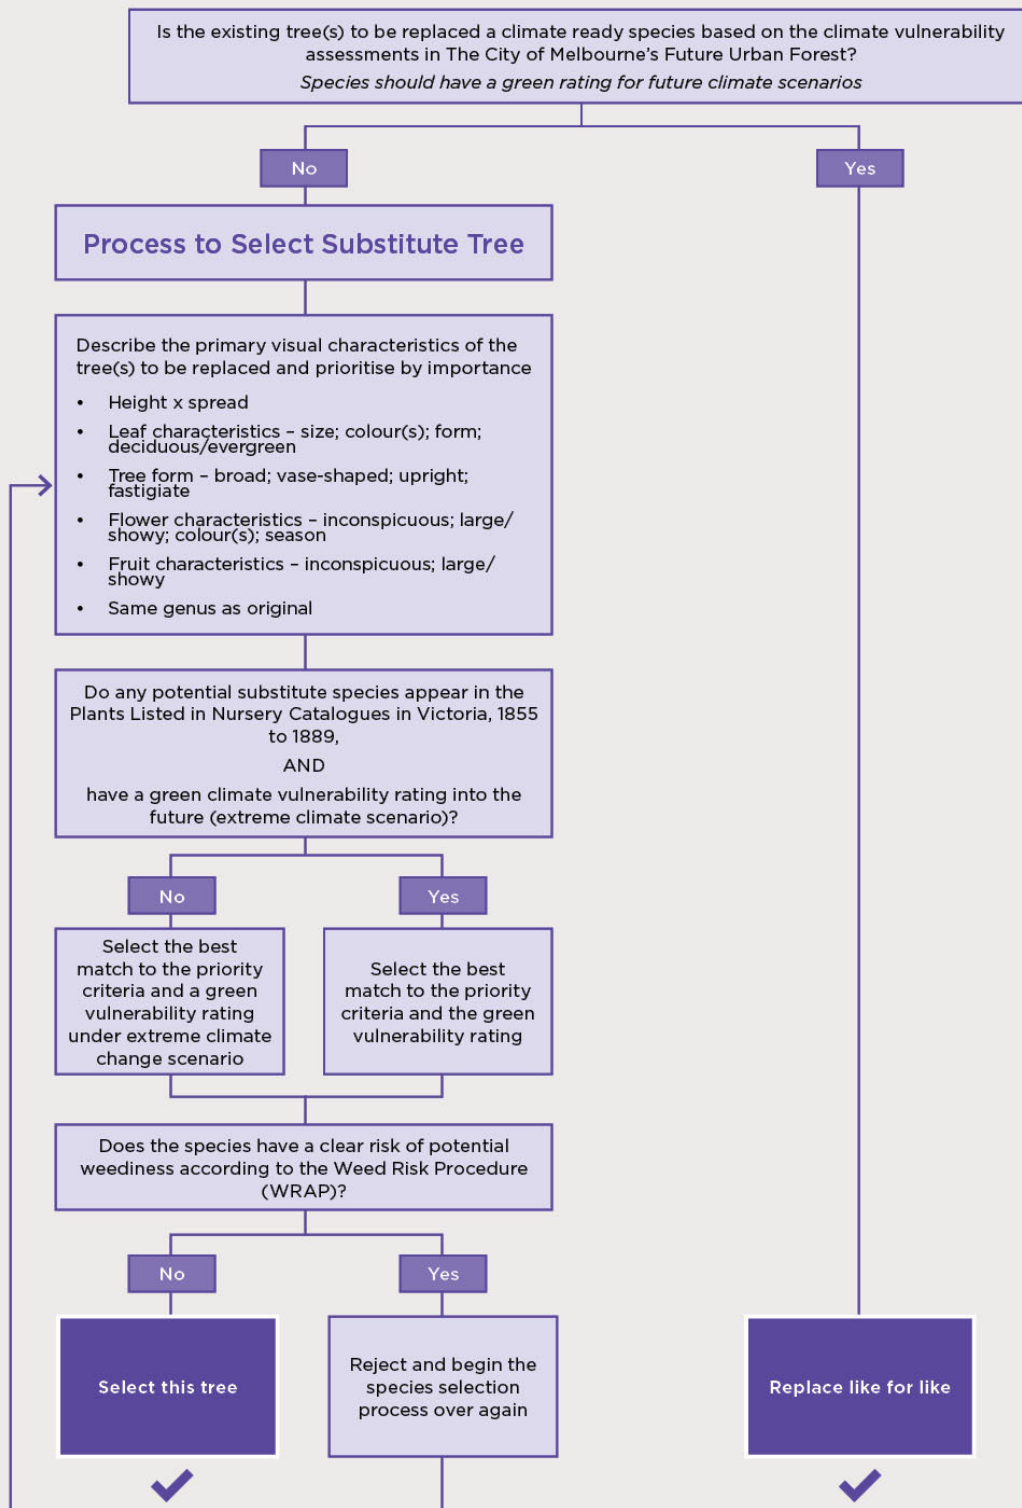 Is the existing tree(s) to be replaced a climate ready species based on the climate vulnerability
assessments in The City of Melbourne's Future Urban Forest?
Species should have a green rating for future climate scenarios
No
Yes
Process to Select Substitute Tree
Describe the primary visual characteristics of the
tree(s) to be replaced and prioritise by importance
• Height x spread
• Leaf characteristics – size; colour(s); form;
deciduous/evergreen
• Tree form – broad; vase-shaped; upright;
fastigiate
• Flower characteristics – inconspicuous; large/
showy; colour(s); season
• Fruit characteristics – inconspicuous; large/
showy
• Same genus as original
Do any potential substitute species appear in the
Plants Listed in Nursery Catalogues in Victoria, 1855
to 1889,
AND
have a green climate vulnerability rating into the
future (extreme climate scenario)?
No
Yes
Select the best
match to the priority
criteria and a green
vulnerability rating
under extreme climate
change scenario
Select the best
match to the priority
criteria and the green
vulnerability rating
Does the species have a clear risk of potential
weediness according to the Weed Risk Procedure
(WRAP)?
No
Yes
Select this tree
Reject and begin the
species selection
process over again
Replace like for like